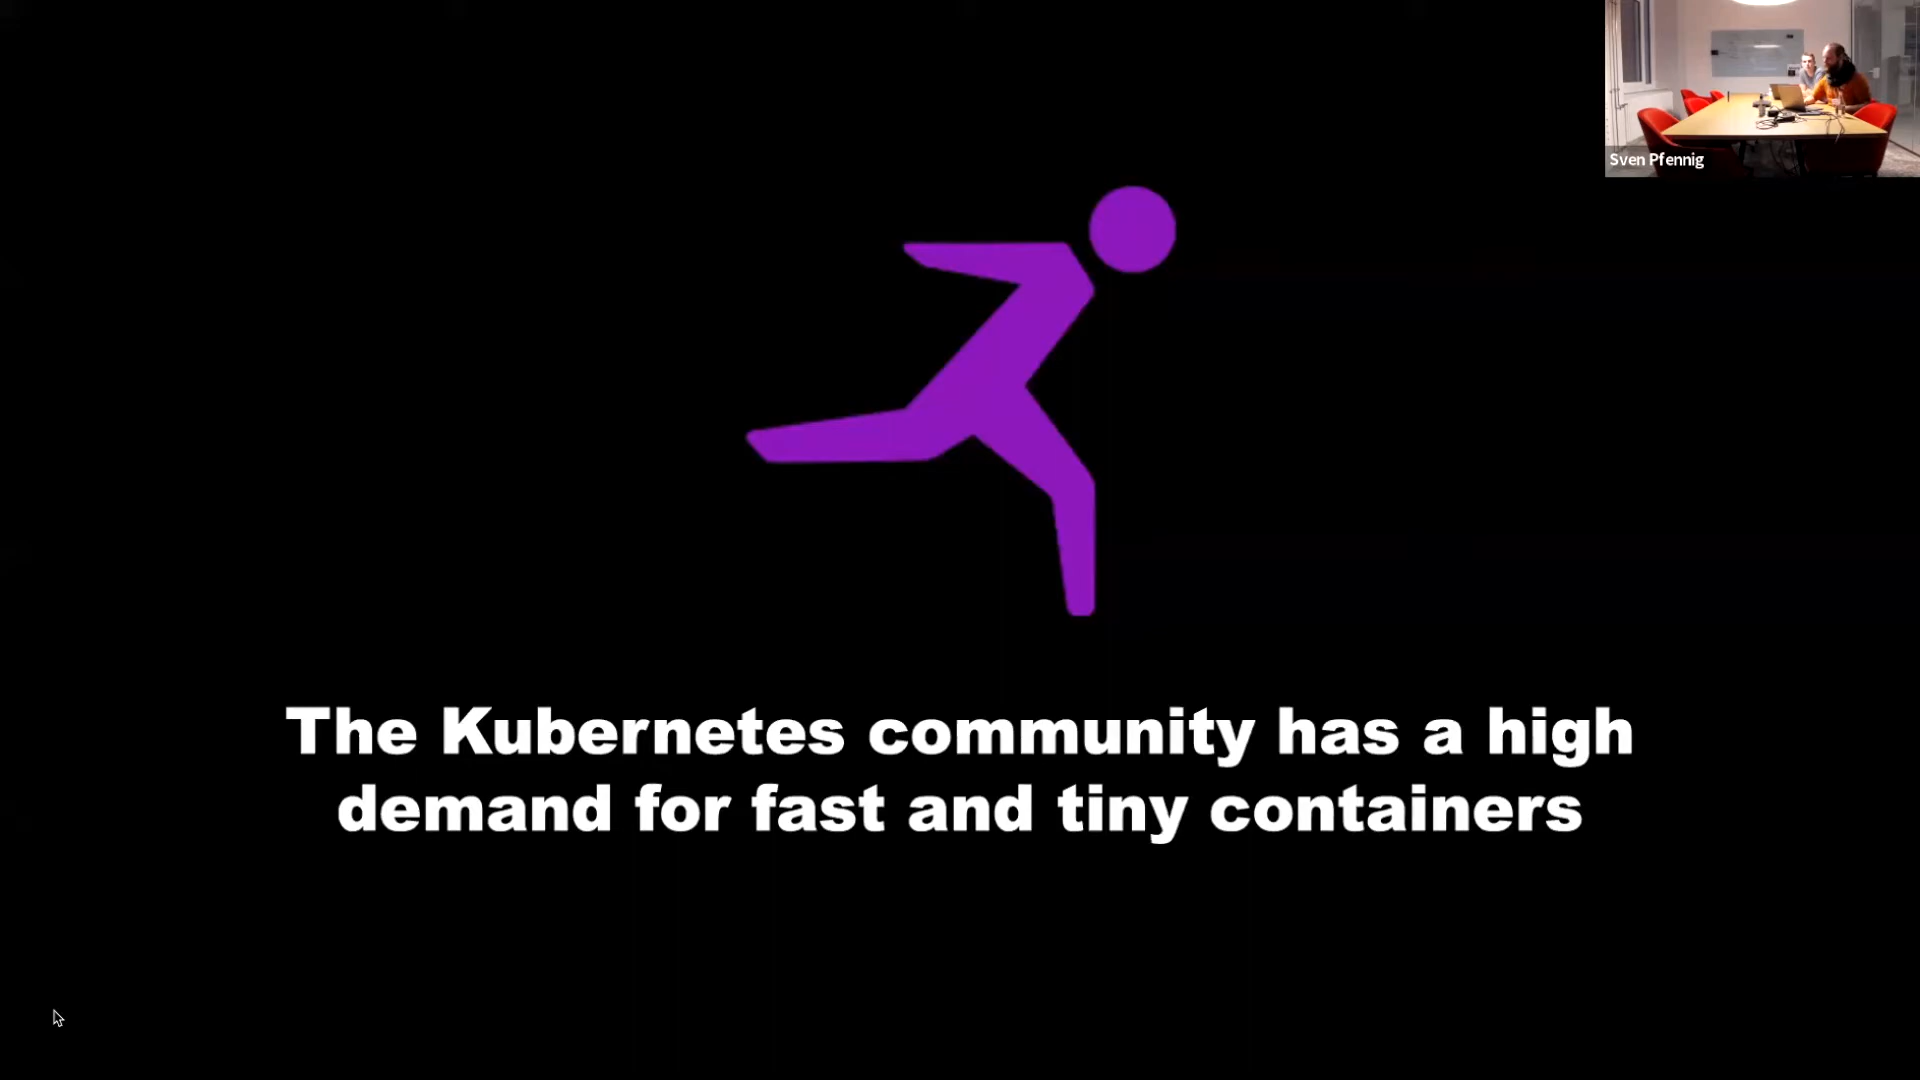 Sven Pfennig
The Kubernetes community has a high
demand for fast and tiny containers